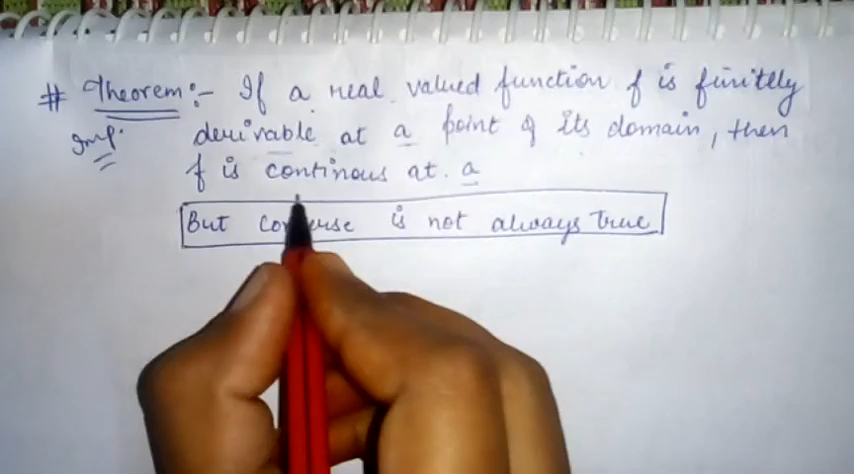 # Theorem:- If a real valued function f is finitely
Imp. derivable at a point of its domain, then
f is continous at a
But converse is not always true